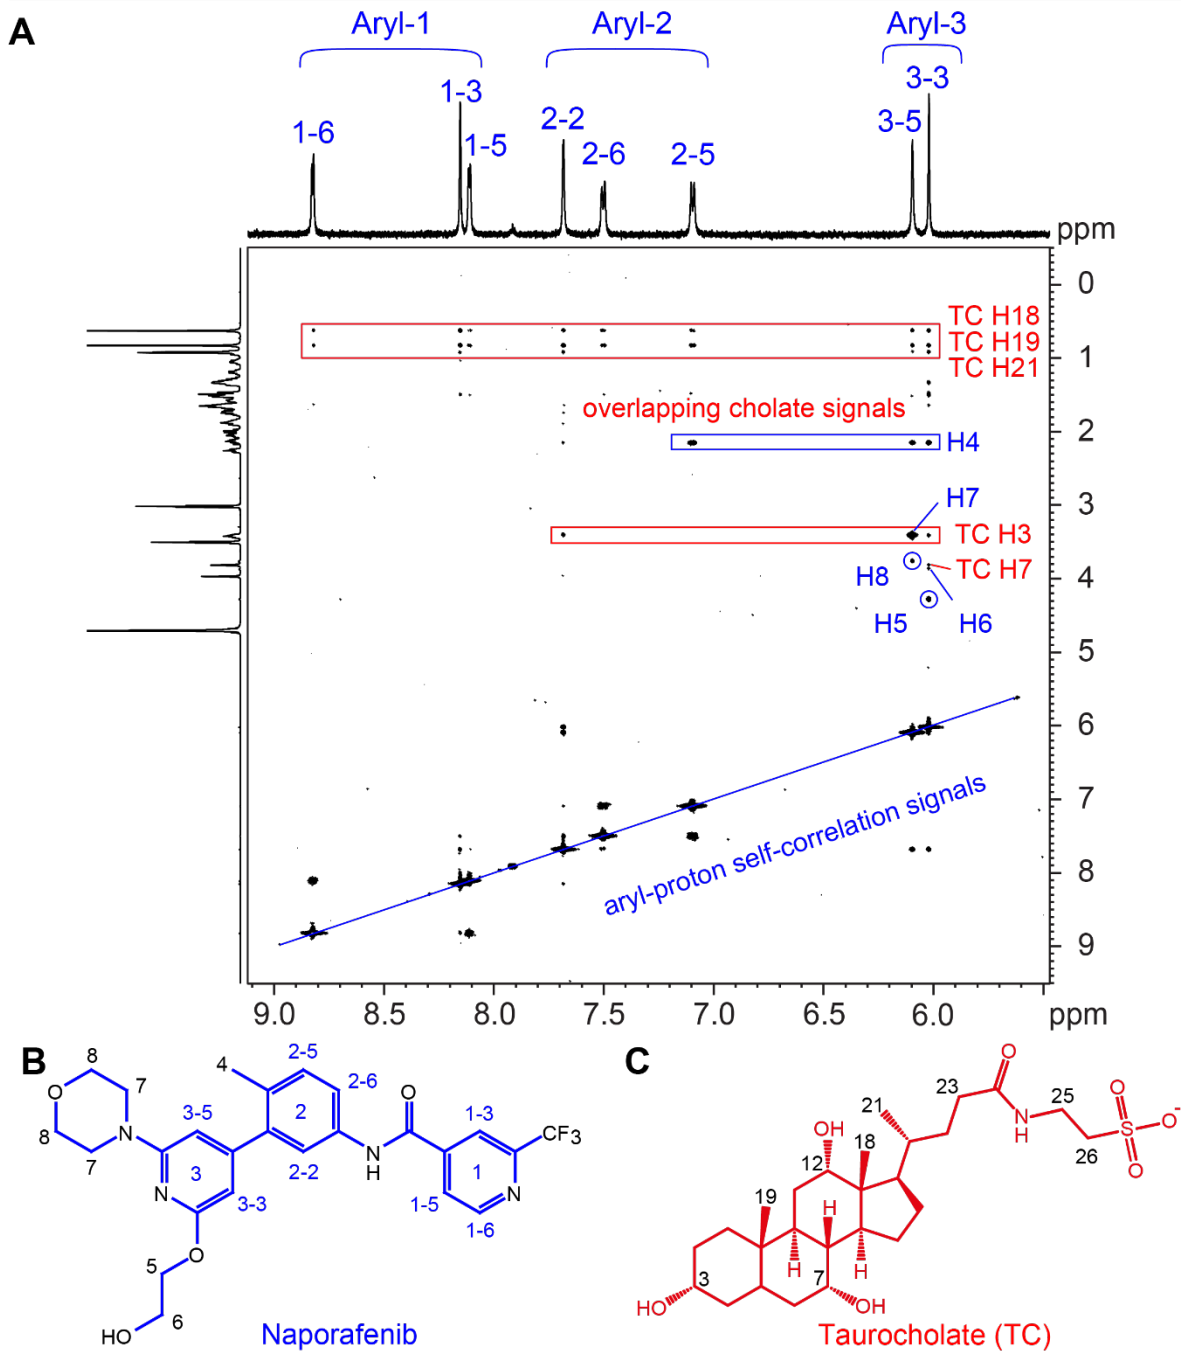 A
Aryl-1
Aryl-2
Aryl-3
1-6
1-3
1-5
2-2
2-6
2-5
3-5
3-3
ppm
0
TC H18
TC H19
TC H21
1
overlapping cholate signals
2
H4
H7
3
TC H3
H8
TC H7
4
H5
H6
5
6
7
aryl-proton self-correlation signals
8
9
9.0 8.5 8.0 7.5 7.0 6.5 6.0 ppm
B
8
O
8
7
7
N
3-5
3
N
3-3
O
5
6
HO
4
2-5
2
2-6
2-2
N
H
O
1-3
1
CF3
N
1-5
1-6
Naporafenib
C
O
23
21
25
N
H
O
S
O-
O
26
OH
12
18
19
H
H
H
3
7
HO
OH
Taurocholate (TC)